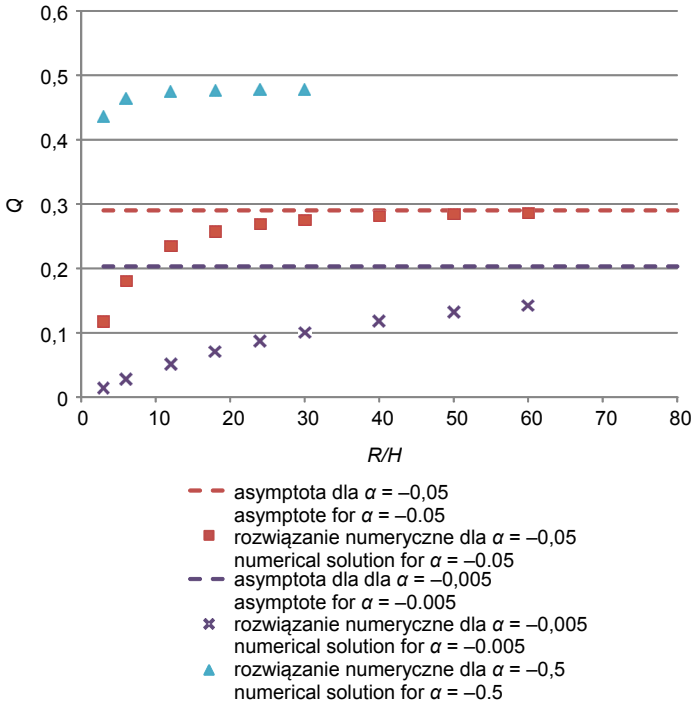 0,6
0,5
0,4
0,3
0,2
0,1
0
Q
0 10 20 30 40 50 60 70 80
R/H
asymptota dla α = –0,05
asymptote for α = –0.05
rozwiązanie numeryczne dla α = –0,05
numerical solution for α = –0.05
asymptota dla dla α = –0,005
asymptote for α = –0.005
rozwiązanie numeryczne dla α = –0,005
numerical solution for α = –0.005
rozwiązanie numeryczne dla α = –0,5
numerical solution for α = –0.5